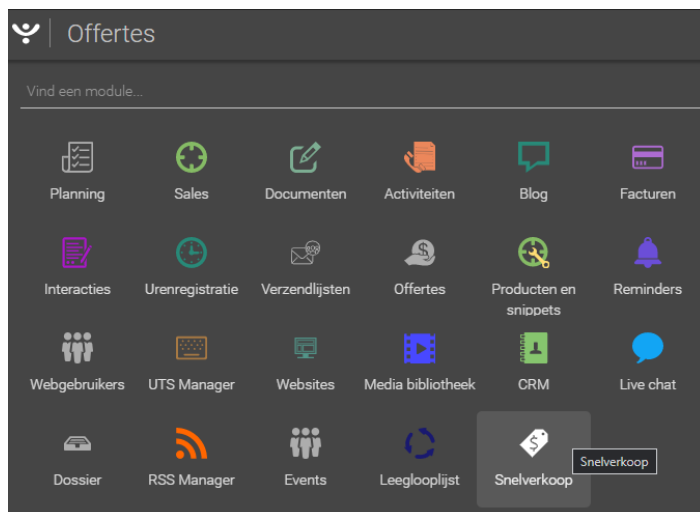 Offertes
Vind een module...
Planning
Sales
Documenten
Activiteiten
Blog
Facturen
Interacties
Urenregistratie
Verzendlijsten
Offertes
Producten en
snippets
Reminders
Webgebruikers
UTS Manager
Websites
Media bibliotheek
CRM
Live chat
Dossier
RSS Manager
Events
Leeglooplijst
Snelverkoop
Snelverkoop